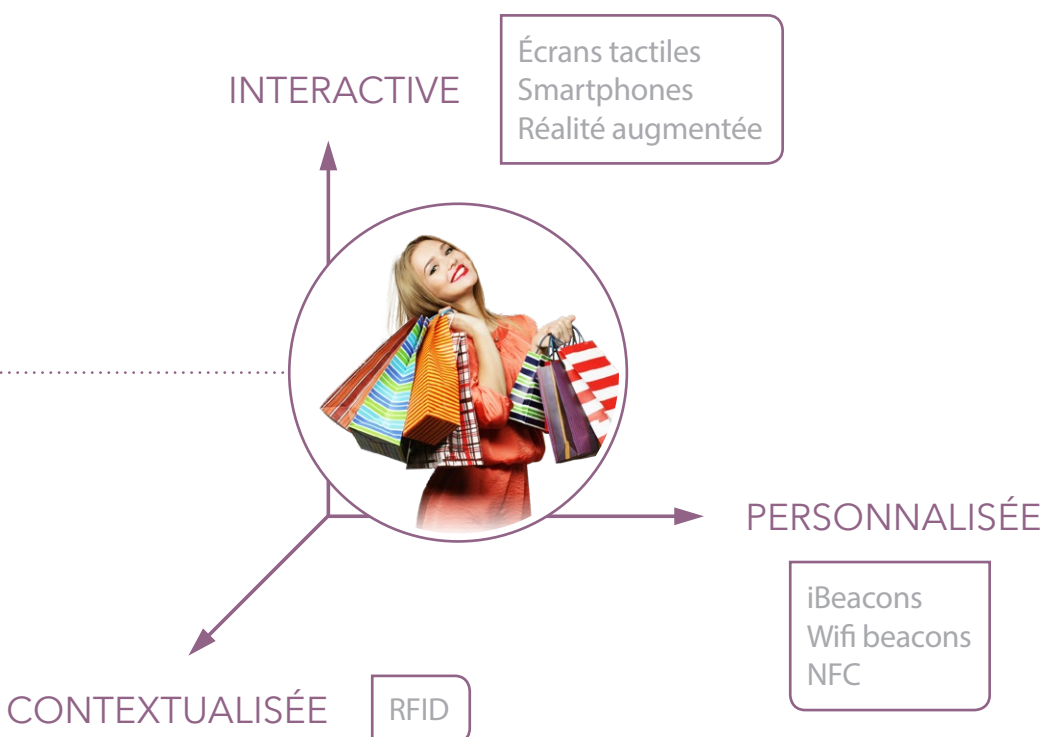 INTERACTIVE
Écrans tactiles
Smartphones
Réalité augmentée
PERSONNALISÉE
iBeacons
Wifi beacons
NFC
CONTEXTUALISÉE
RFID